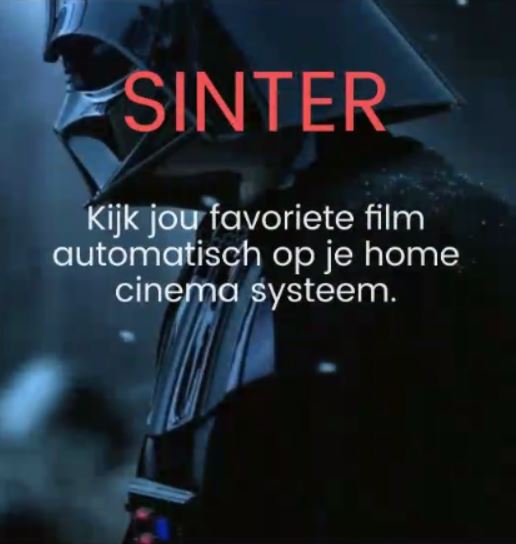 SINTER
Kijk jou favoriete film
automatisch op je home
cinema systeem.